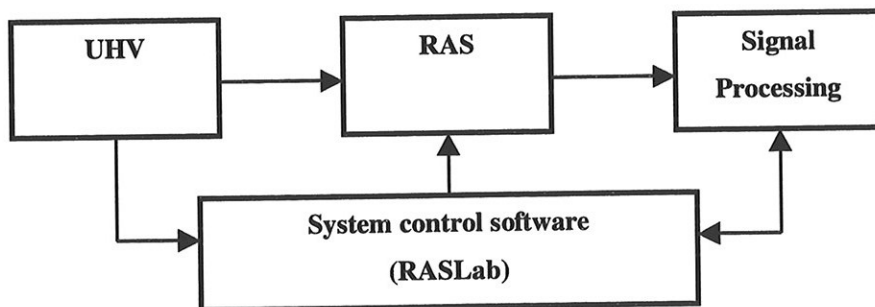 UHV
RAS
Signal
Processing
System control software
(RASLab)